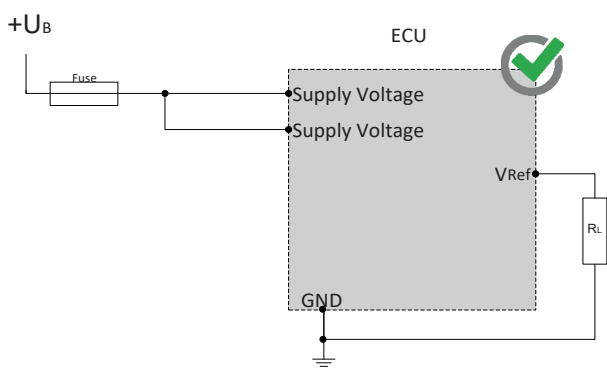 +UB
ECU
Fuse
Supply Voltage
Supply Voltage
VRef
RL
GND